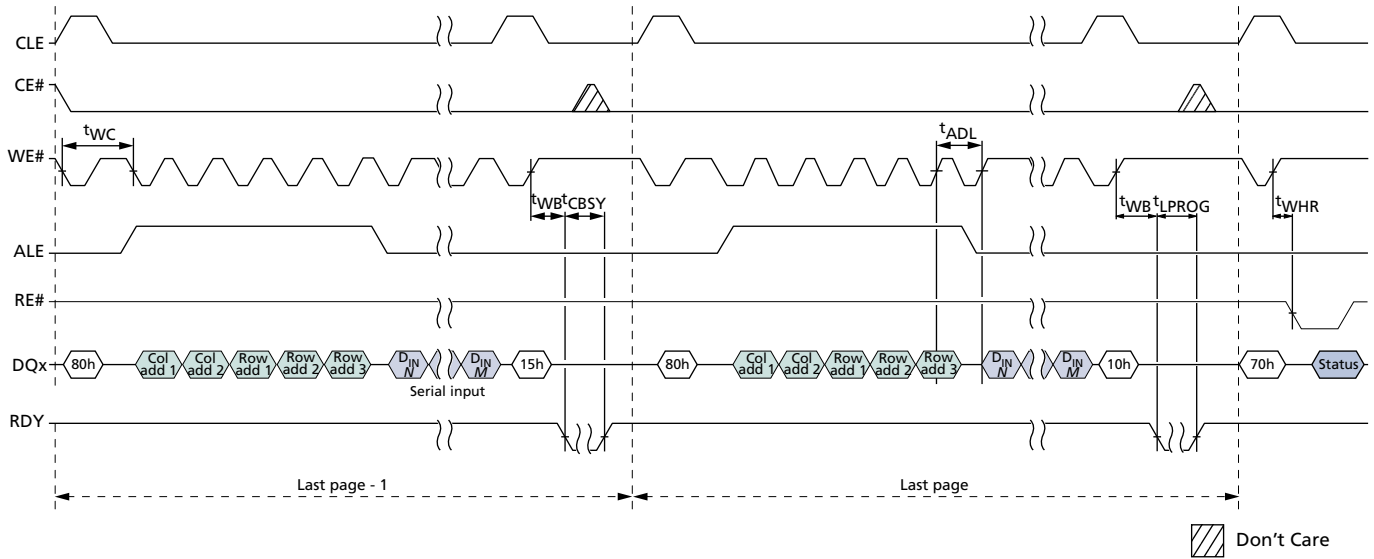 CLE
CE#
tWC
tADL
WE#
tWB tCBSY
tWB tLPROG
tWHR
ALE
RE#
DQx
80h
Col add 1
Col add 2
Row add 1
Row add 2
Row add 3
DIN N
DIN M
15h
80h
Col add 1
Col add 2
Row add 1
Row add 2
Row add 3
DIN N
DIN M
10h
70h
Status
Serial input
RDY
Last page - 1
Last page
Don't Care